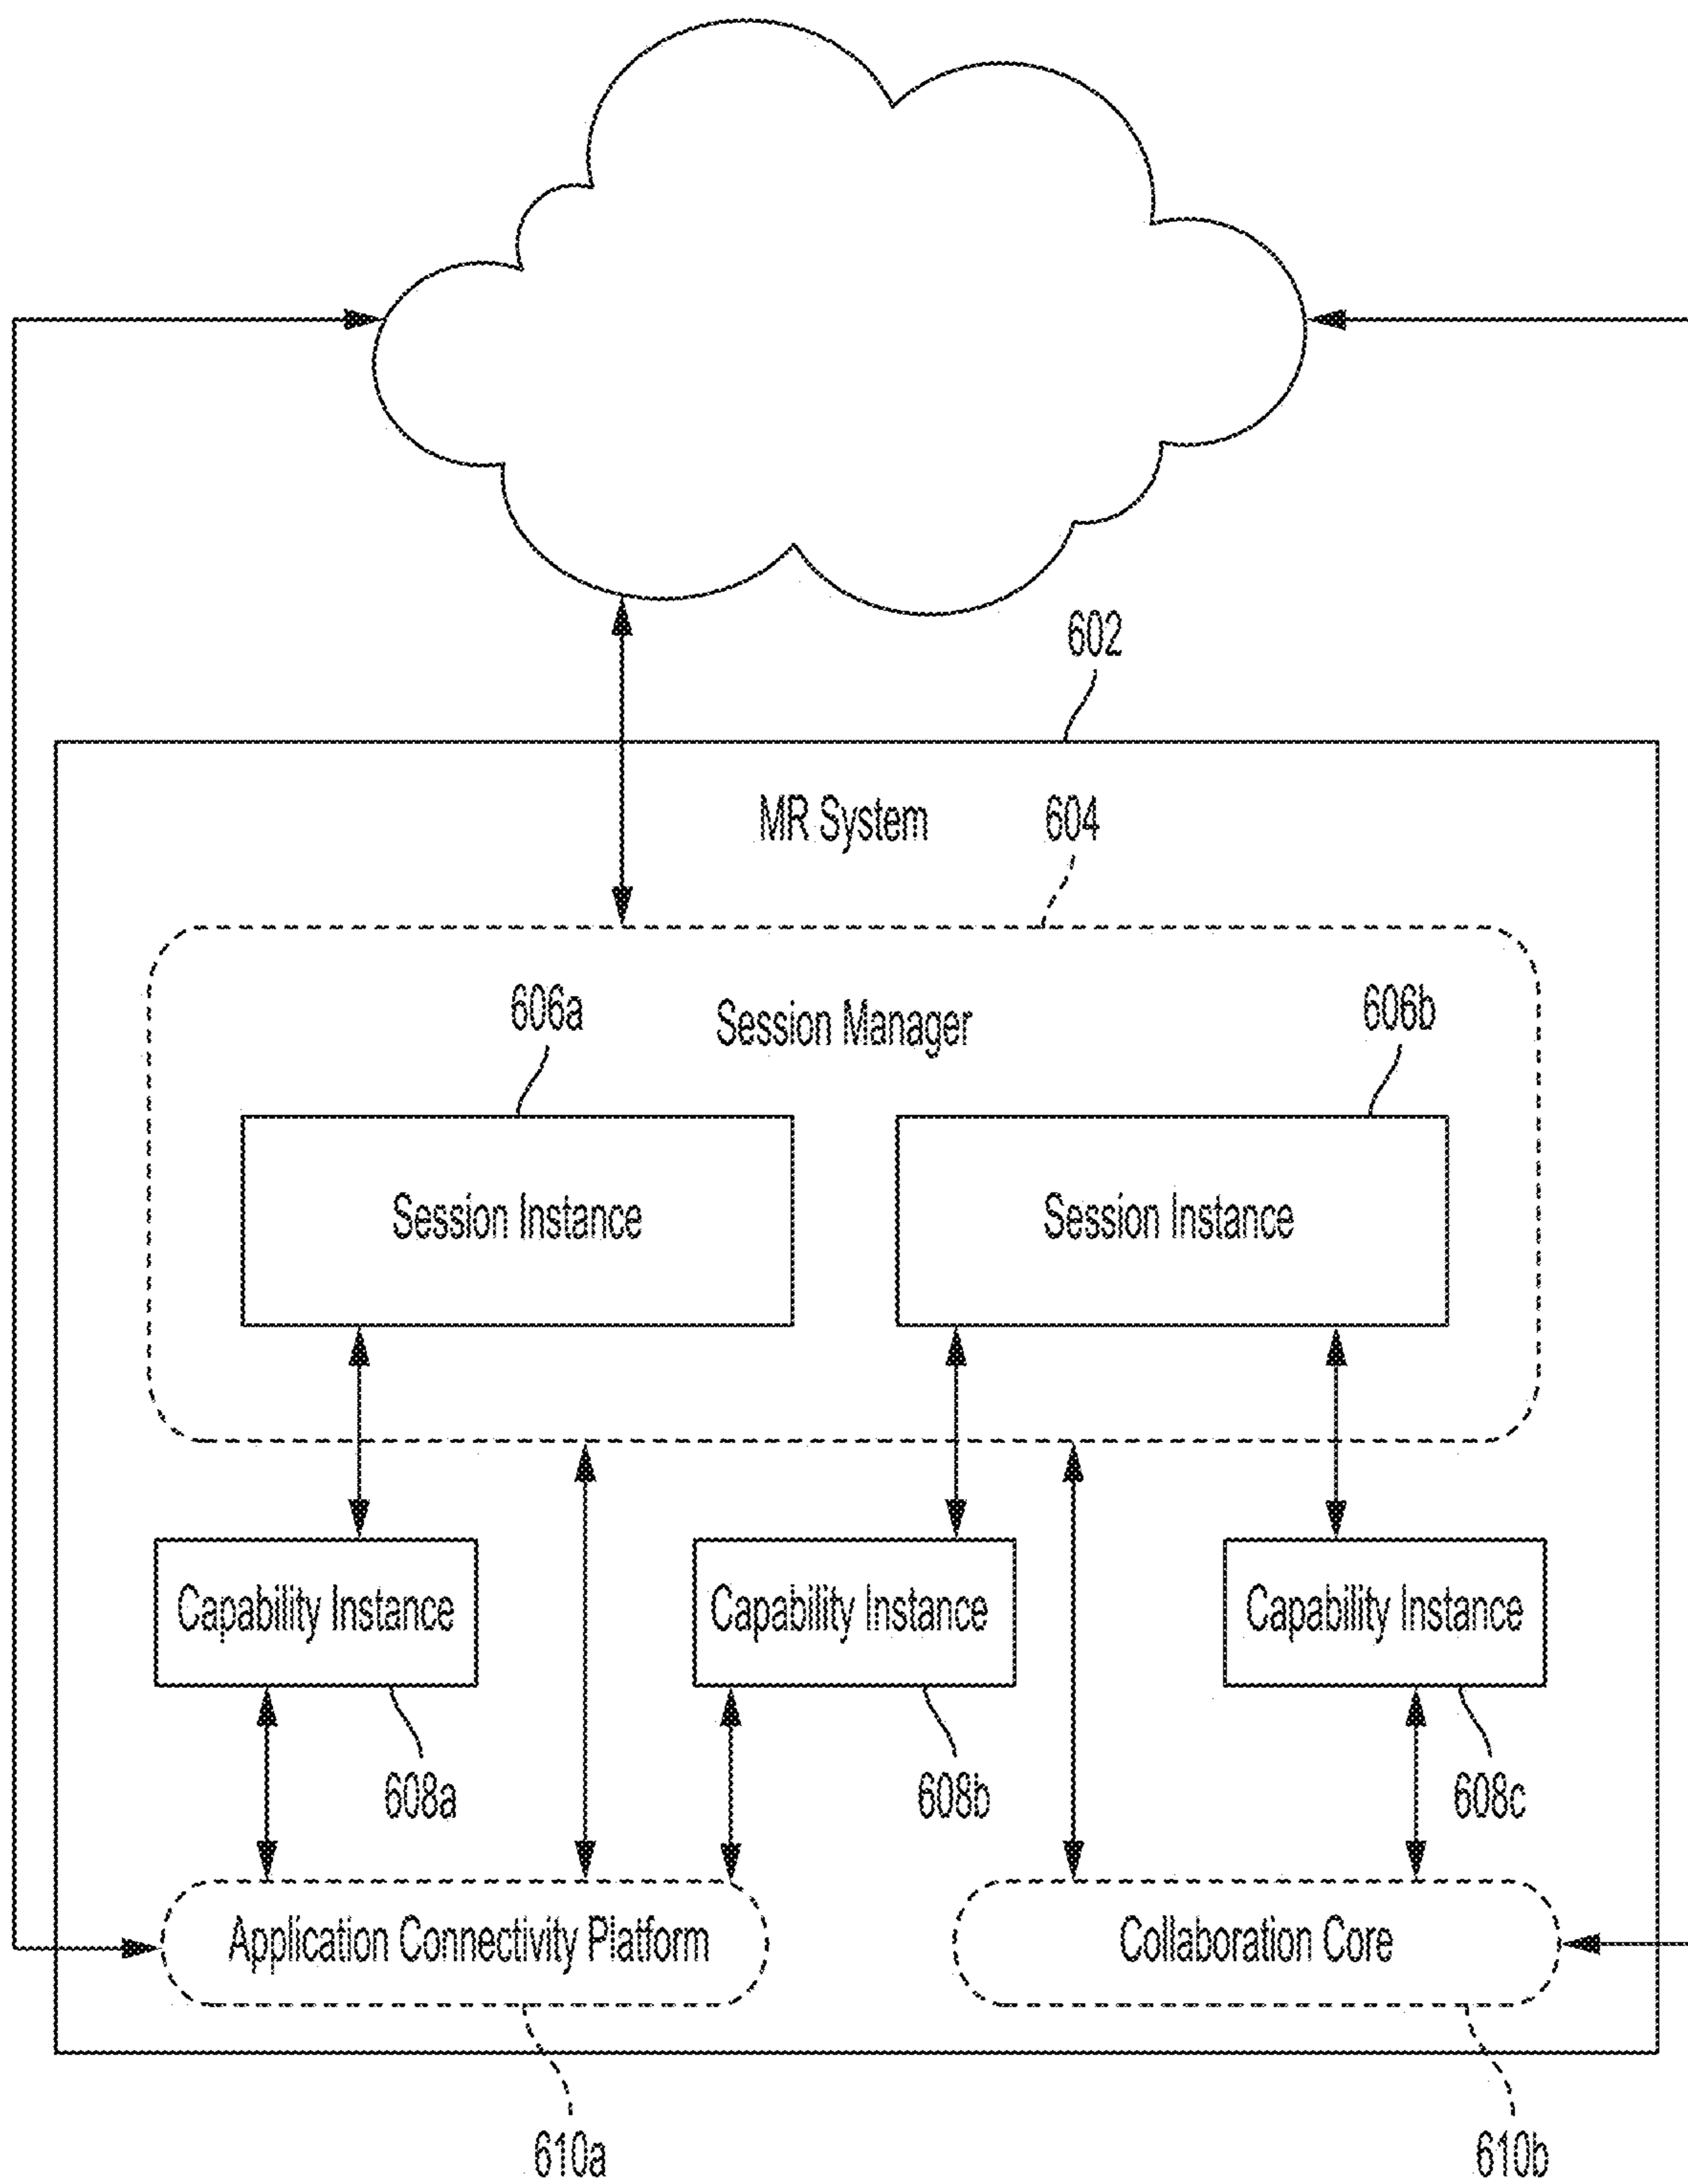 602
MR System
604
606a
Session Manager
606b
Session Instance
Session Instance
Capability Instance
Capability Instance
Capability Instance
608a
608b
608c
Application Connectivity Platform
Collaboration Core
610a
610b